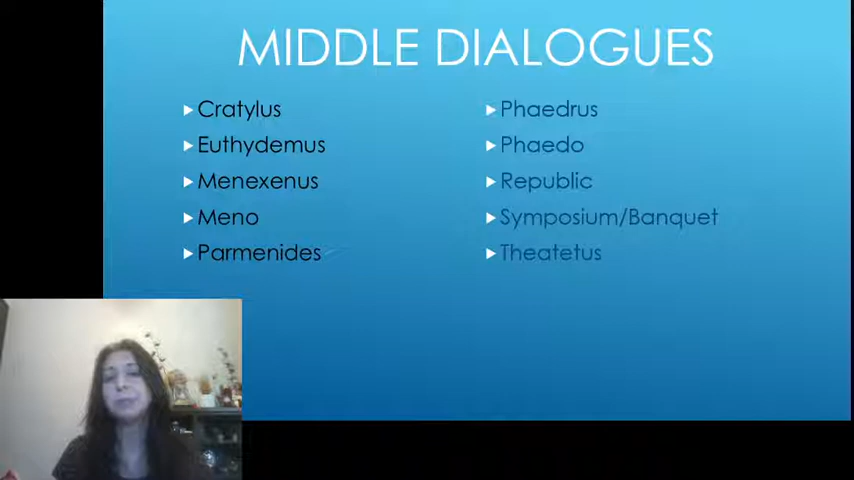 MIDDLE DIALOGUES
Cratylus
Euthydemus
Menexenus
Meno
Parmenides
Phaedrus
Phaedo
Republic
Symposium/Banquet
Theatetus